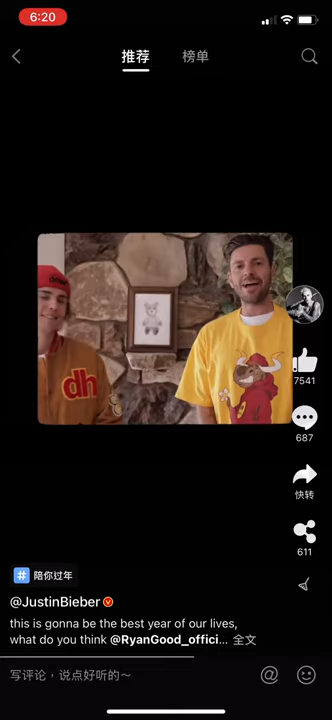 6:20
推荐 榜单
dh
7541
687
快转
611
# 陪你过年
@JustinBieber
this is gonna be the best year of our lives,
what do you think @RyanGood_offici... 全文
写评论，说点好听的～